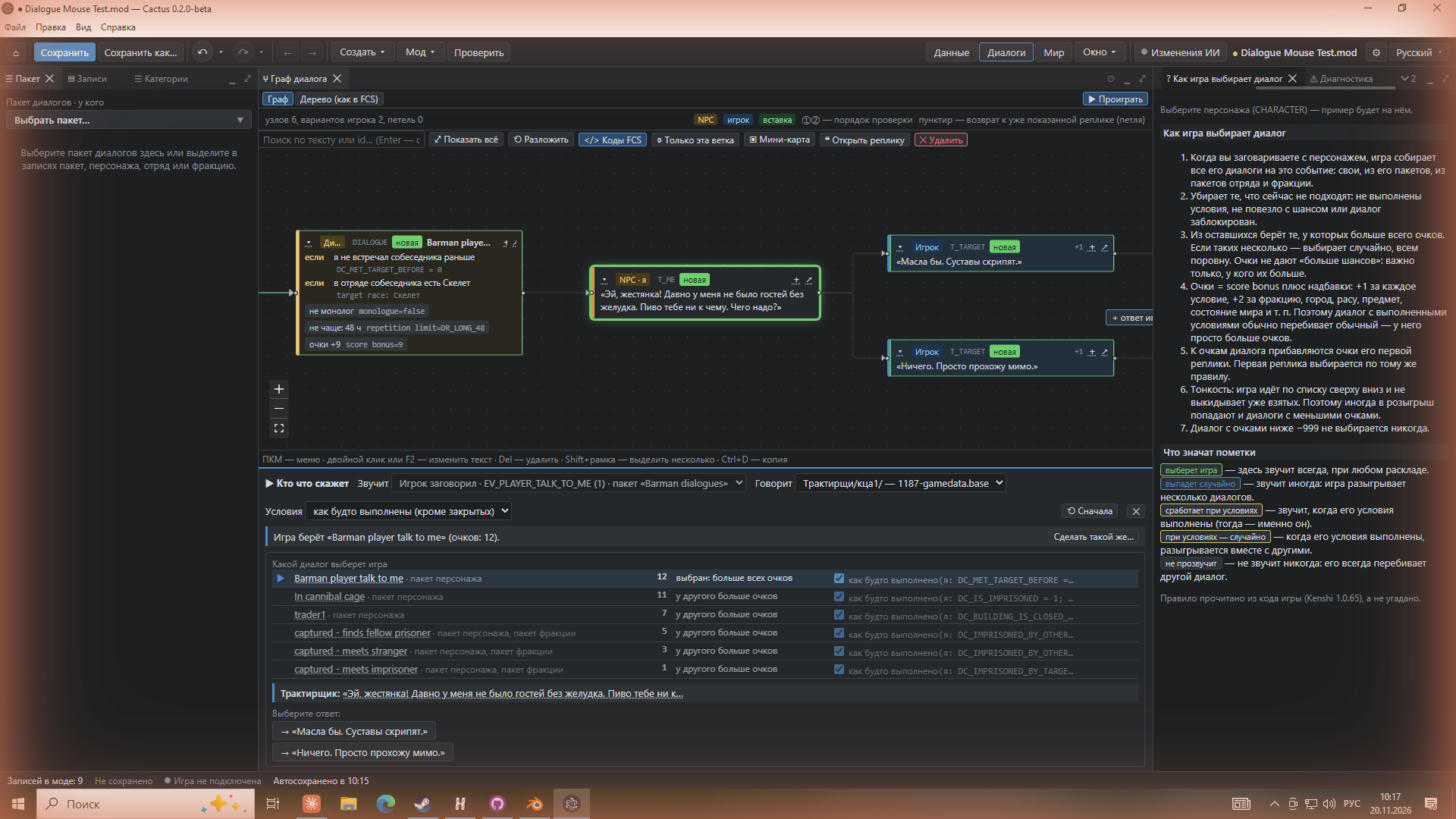 ● Dialogue Mouse Test.mod — Cactus 0.2.0-beta
Файл Правка Вид Справка
Сохранить Сохранить как... Создать Мод Проверить Данные Диалоги Мир Окно Изменения ИИ ● Dialogue Mouse Test.mod Русский
Пакет Записи Категории
Пакет диалогов · у кого
Выбрать пакет...
Выберите пакет диалогов здесь или выделите в
записях пакет, персонажа, отряд или фракцию.
Граф диалога
Граф Дерево (как в FCS) Проиграть
узлов 6, вариантов игрока 2, петель 0 NPC игрок вставка ①② — порядок проверки пунктир — возврат к уже показанной реплике (петля)
Поиск по тексту или id... (Enter — с Показать всё Разложить </> Коды FCS Только эта ветка Мини-карта Открыть реплику Удалить
Ди... DIALOGUE новая Barman playe...
если я не встречал собеседника раньше
DC_MET_TARGET_BEFORE = 0
если в отряде собеседника есть Скелет
target race: Скелет
не монолог monologue=false
не чаще: 48 ч repetition limit=DR_LONG_48
очки +9 score bonus=9
NPC · я T_ME новая
«Эй, жестянка! Давно у меня не было гостей без
желудка. Пиво тебе ни к чему. Чего надо?»
Игрок T_TARGET новая +1
«Масла бы. Суставы скрипят.»
+ ответ иг
Игрок T_TARGET новая +1
«Ничего. Просто прохожу мимо.»
+
−
ПКМ — меню · двойной клик или F2 — изменить текст · Del — удалить · Shift+рамка — выделить несколько · Ctrl+D — копия
Кто что скажет Звучит Игрок заговорил · EV_PLAYER_TALK_TO_ME (1) · пакет «Barman dialogues» Говорит Трактирщи/кца1/ — 1187-gamedata.base
Условия как будто выполнены (кроме закрытых) Сначала
Игра берёт «Barman player talk to me» (очков: 12). Сделать такой же...
Какой диалог выберет игра
Barman player talk to me · пакет персонажа 12 выбран: больше всех очков как будто выполнено(я: DC_MET_TARGET_BEFORE =…
In cannibal cage · пакет персонажа 11 у другого больше очков как будто выполнено(я: DC_IS_IMPRISONED = 1; …
trader1 · пакет персонажа 7 у другого больше очков как будто выполнено(я: DC_BUILDING_IS_CLOSED_…
captured - finds fellow prisoner · пакет персонажа, пакет фракции 5 у другого больше очков как будто выполнено(я: DC_IMPRISONED_BY_OTHER…
captured - meets stranger · пакет персонажа, пакет фракции 3 у другого больше очков как будто выполнено(я: DC_IMPRISONED_BY_OTHER…
captured - meets imprisoner · пакет персонажа, пакет фракции 1 у другого больше очков как будто выполнено(я: DC_IMPRISONED_BY_TARGE…
Трактирщик: «Эй, жестянка! Давно у меня не было гостей без желудка. Пиво тебе ни к...
Выберите ответ:
→ «Масла бы. Суставы скрипят.»
→ «Ничего. Просто прохожу мимо.»
? Как игра выбирает диалог Диагностика 2
Выберите персонажа (CHARACTER) — пример будет на нём.
Как игра выбирает диалог
1. Когда вы заговариваете с персонажем, игра собирает
все его диалоги на это событие: свои, из его пакетов, из
пакетов отряда и фракции.
2. Убирает те, что сейчас не подходят: не выполнены
условия, не повезло с шансом или диалог
заблокирован.
3. Из оставшихся берёт те, у которых больше всего очков.
Если таких несколько — выбирает случайно, всем
поровну. Очки не дают «больше шансов»: важно
только, у кого их больше.
4. Очки = score bonus плюс надбавки: +1 за каждое
условие, +2 за фракцию, город, расу, предмет,
состояние мира и т. п. Поэтому диалог с выполненными
условиями обычно перебивает обычный — у него
просто больше очков.
5. К очкам диалога прибавляются очки его первой
реплики. Первая реплика выбирается по тому же
правилу.
6. Тонкость: игра идёт по списку сверху вниз и не
выкидывает уже взятых. Поэтому иногда в розыгрыш
попадают и диалоги с меньшими очками.
7. Диалог с очками ниже −999 не выбирается никогда.
Что значат пометки
выберет игра — здесь звучит всегда, при любом раскладе.
выпадет случайно — звучит иногда: игра разыгрывает
несколько диалогов.
сработает при условиях — звучит, когда его условия
выполнены (тогда — именно он).
при условиях — случайно — когда его условия выполнены,
разыгрывается вместе с другими.
не прозвучит — не звучит никогда: его всегда перебивает
другой диалог.
Правило прочитано из кода игры (Kenshi 1.0.65), а не угадано.
Записей в моде: 9 Не сохранено Игра не подключена Автосохранено в 10:15
Поиск РУС 10:17
20.11.2026